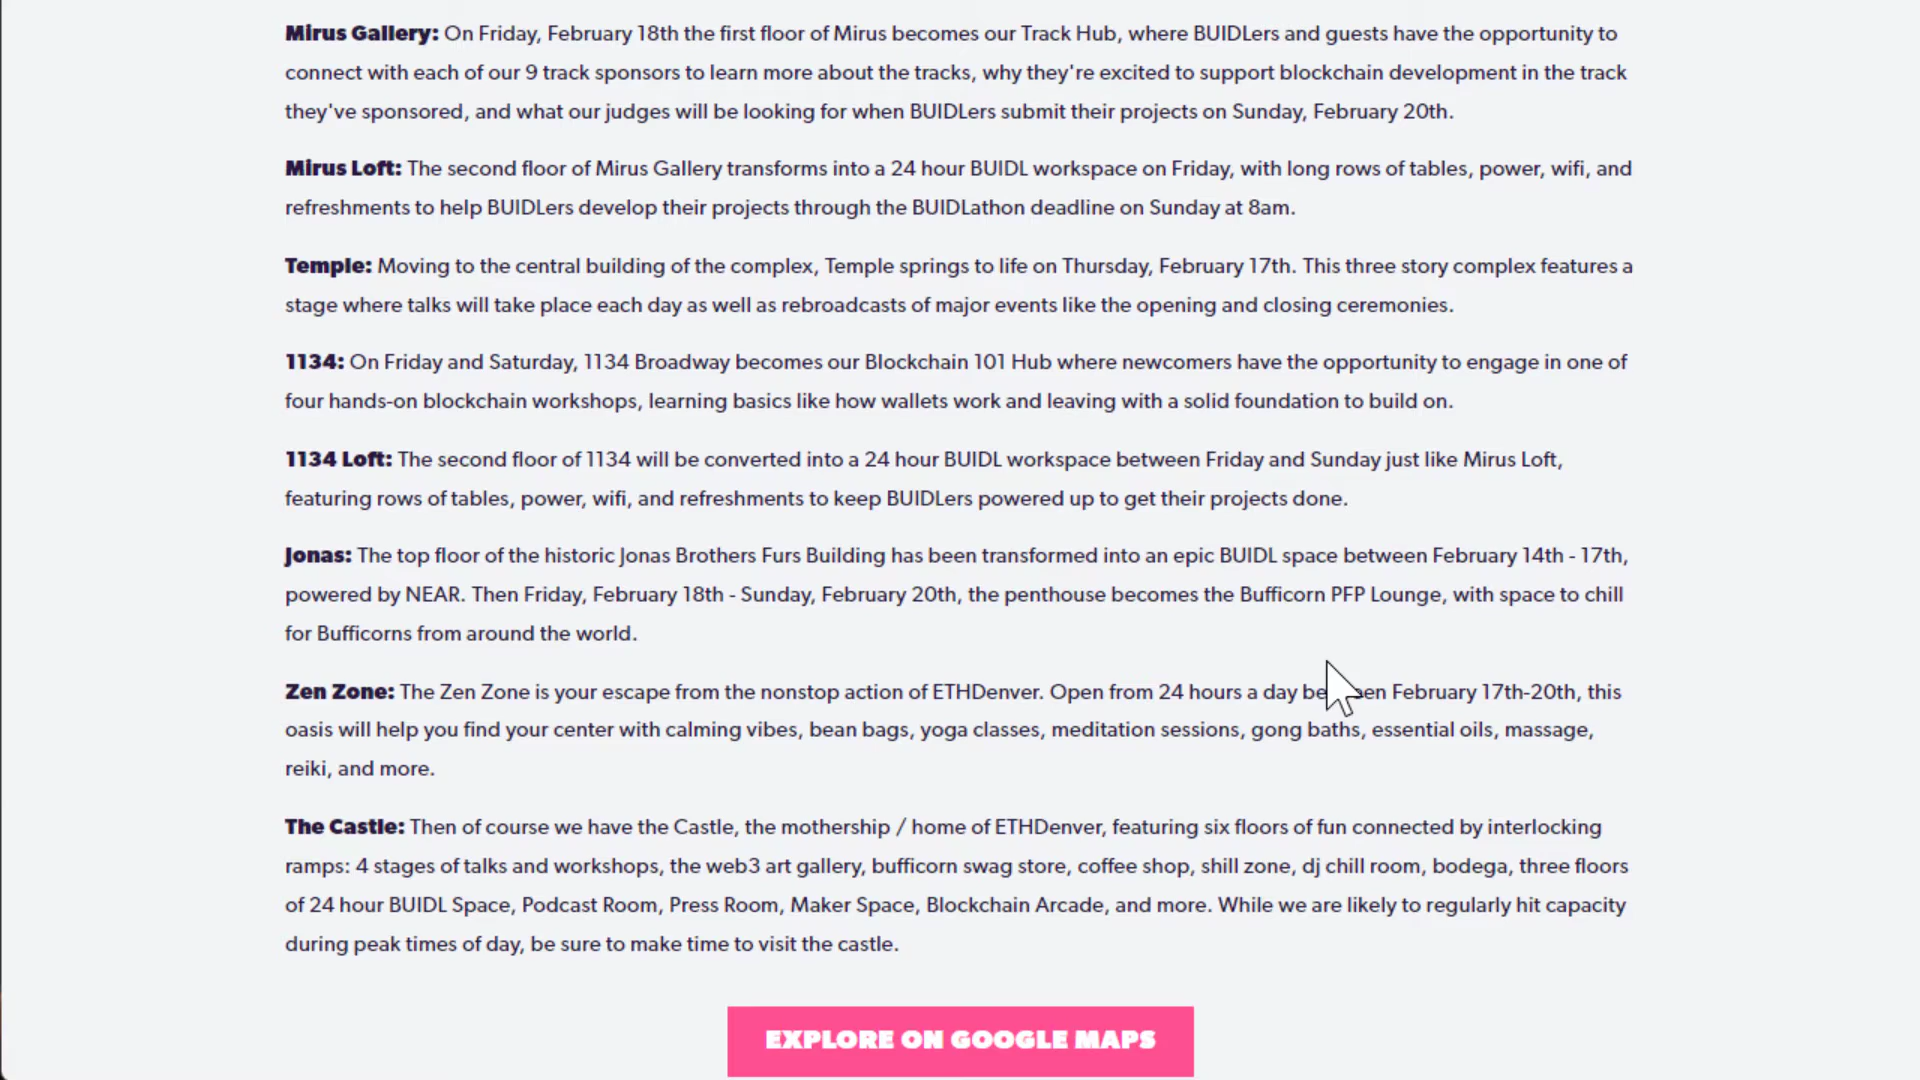 Mirus Gallery: On Friday, February 18th the first floor of Mirus becomes our Track Hub, where BUIDLers and guests have the opportunity to
connect with each of our 9 track sponsors to learn more about the tracks, why they're excited to support blockchain development in the track
they've sponsored, and what our judges will be looking for when BUIDLers submit their projects on Sunday, February 20th.
Mirus Loft: The second floor of Mirus Gallery transforms into a 24 hour BUIDL workspace on Friday, with long rows of tables, power, wifi, and
refreshments to help BUIDLers develop their projects through the BUIDLathon deadline on Sunday at 8am.
Temple: Moving to the central building of the complex, Temple springs to life on Thursday, February 17th. This three story complex features a
stage where talks will take place each day as well as rebroadcasts of major events like the opening and closing ceremonies.
1134: On Friday and Saturday, 1134 Broadway becomes our Blockchain 101 Hub where newcomers have the opportunity to engage in one of
four hands-on blockchain workshops, learning basics like how wallets work and leaving with a solid foundation to build on.
1134 Loft: The second floor of 1134 will be converted into a 24 hour BUIDL workspace between Friday and Sunday just like Mirus Loft,
featuring rows of tables, power, wifi, and refreshments to keep BUIDLers powered up to get their projects done.
Jonas: The top floor of the historic Jonas Brothers Furs Building has been transformed into an epic BUIDL space between February 14th - 17th,
powered by NEAR. Then Friday, February 18th - Sunday, February 20th, the penthouse becomes the Bufficorn PFP Lounge, with space to chill
for Bufficorns from around the world.
Zen Zone: The Zen Zone is your escape from the nonstop action of ETHDenver. Open from 24 hours a day between February 17th-20th, this
oasis will help you find your center with calming vibes, bean bags, yoga classes, meditation sessions, gong baths, essential oils, massage,
reiki, and more.
The Castle: Then of course we have the Castle, the mothership / home of ETHDenver, featuring six floors of fun connected by interlocking
ramps: 4 stages of talks and workshops, the web3 art gallery, bufficorn swag store, coffee shop, shill zone, dj chill room, bodega, three floors
of 24 hour BUIDL Space, Podcast Room, Press Room, Maker Space, Blockchain Arcade, and more. While we are likely to regularly hit capacity
during peak times of day, be sure to make time to visit the castle.
EXPLORE ON GOOGLE MAPS